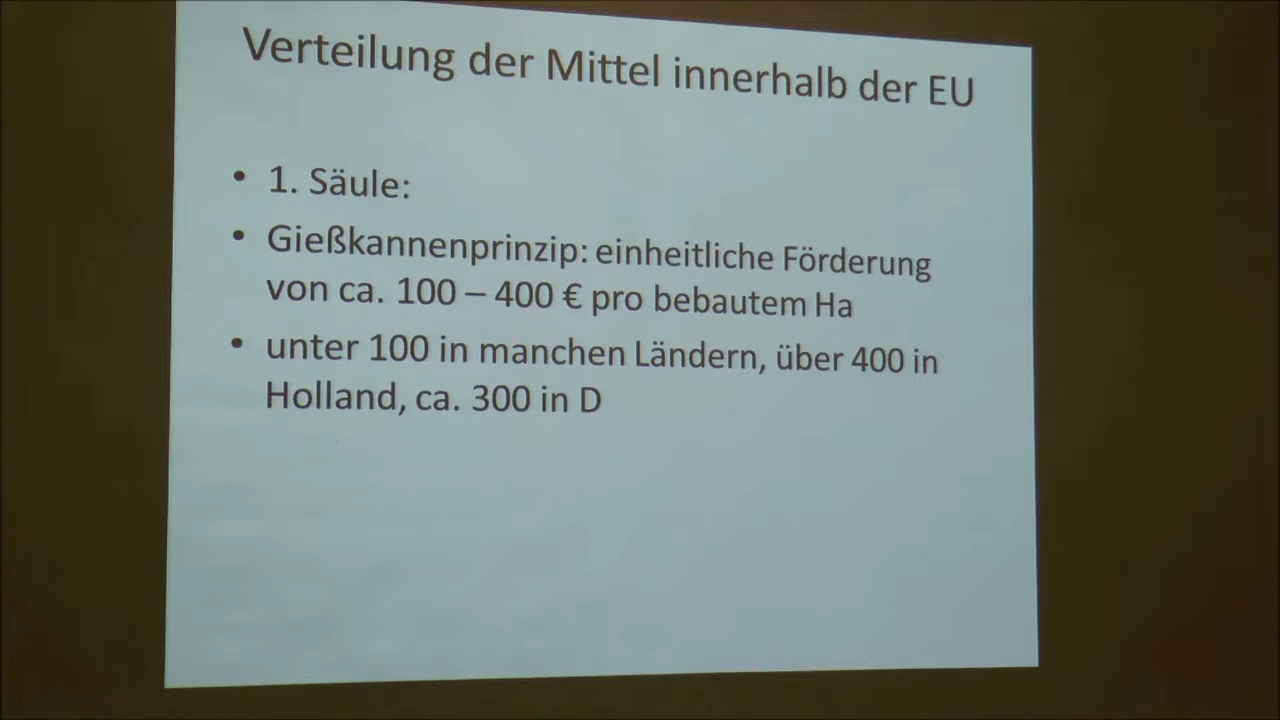 Verteilung der Mittel innerhalb der EU
• 1. Säule:
• Gießkannenprinzip: einheitliche Förderung
von ca. 100 – 400 € pro bebautem Ha
• unter 100 in manchen Ländern, über 400 in
Holland, ca. 300 in D